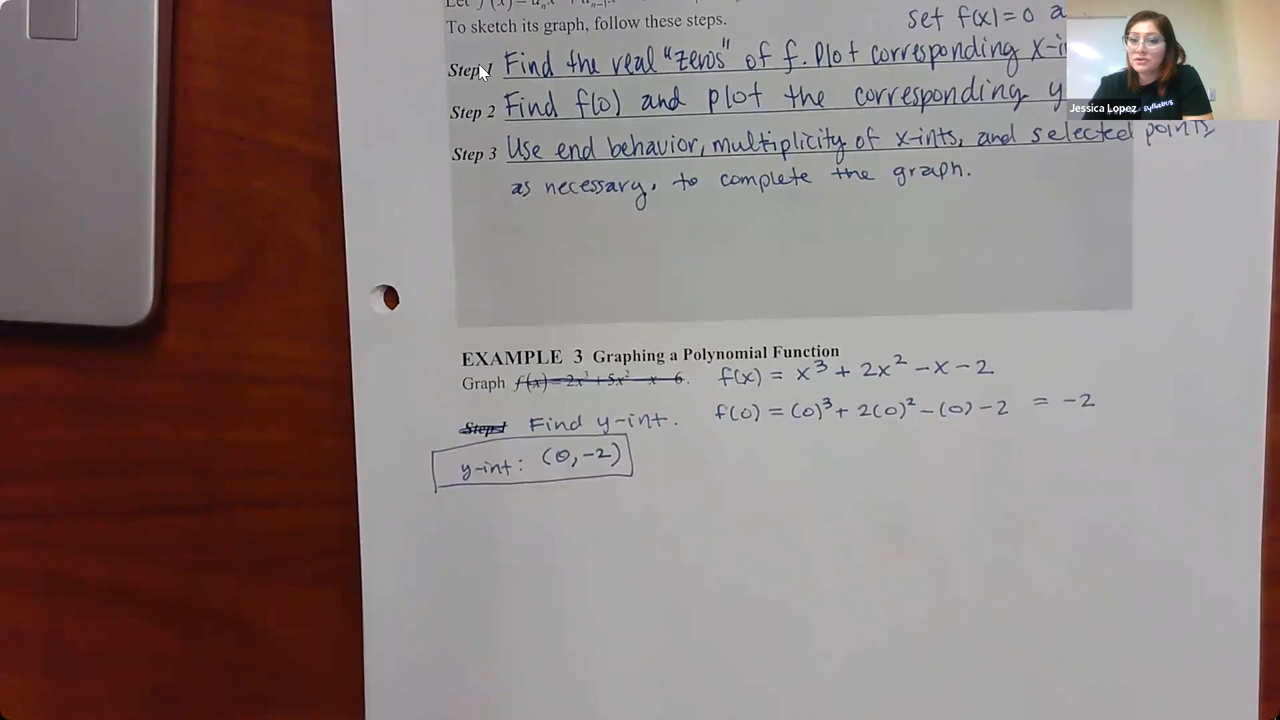 To sketch its graph, follow these steps.
set f(x)=0
Step 1 Find the real "zeros" of f. Plot corresponding
Step 2 Find f(0) and plot the corresponding y
Step 3 Use end behavior, multiplicity of x-ints, and selected points,
as necessary, to complete the graph.
Jessica Lopez
syllabus
EXAMPLE 3 Graphing a Polynomial Function
Graph f(x) = 2x³ + 5x² - x - 6. f(x) = x³ + 2x² - x - 2
Step 1 Find y-int. f(0) = (0)³ + 2(0)² - (0) - 2 = -2
y-int: (0,-2)